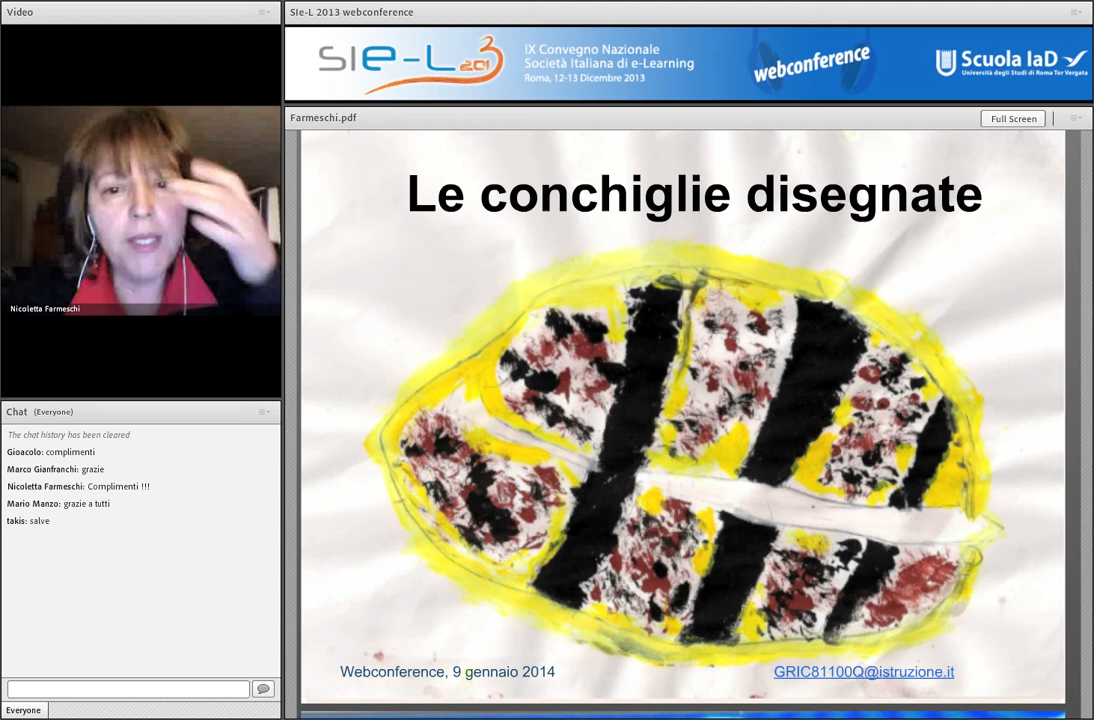 Video
Nicoletta Farmeschi
Chat (Everyone)
The chat history has been cleared
Gioacolo: complimenti
Marco Gianfranchi: grazie
Nicoletta Farmeschi: Complimenti !!!
Mario Manzo: grazie a tutti
takis: salve
Everyone
SIe-L 2013 webconference
SIe-L 2013
IX Convegno Nazionale
Società Italiana di e-Learning
Roma, 12-13 Dicembre 2013
webconference
Scuola IaD
Università degli Studi di Roma Tor Vergata
Farmeschi.pdf
Full Screen
Le conchiglie disegnate
Webconference, 9 gennaio 2014
GRIC81100Q@istruzione.it